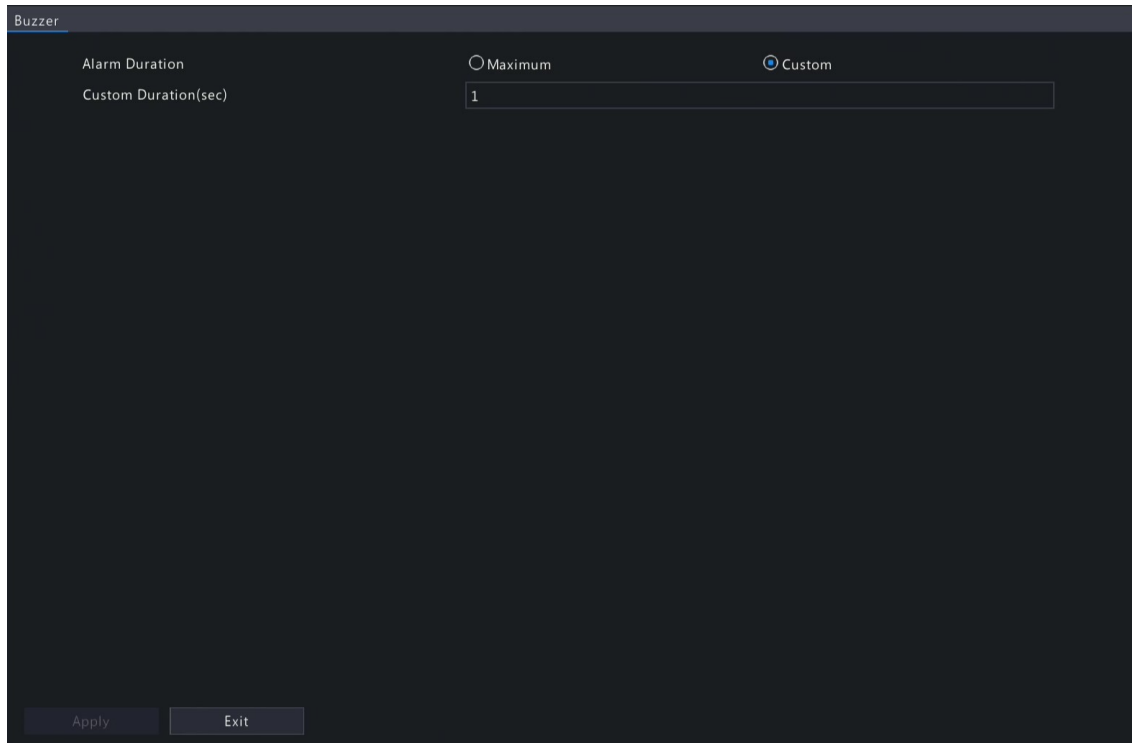 Buzzer
Alarm Duration Maximum Custom
Custom Duration(sec) 1
Apply Exit